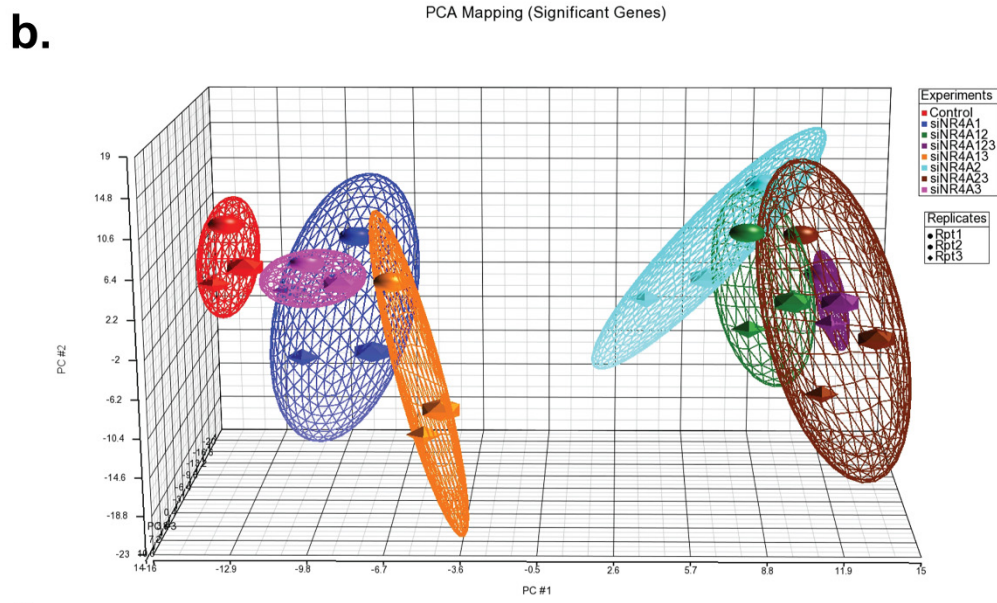 PCA Mapping (Significant Genes)
b.
Experiments
Control
siNR4A1
siNR4A12
siNR4A123
siNR4A13
siNR4A2
siNR4A23
siNR4A3
Replicates
Rpt1
Rpt2
Rpt3
19
14.8
10.6
6.4
2.2
-2
-6.2
-10.4
-14.6
-18.8
-23
PC #2
14
-16
-12.9
-9.8
-6.7
-3.6
-0.5
2.6
5.7
8.8
11.9
15
PC #1